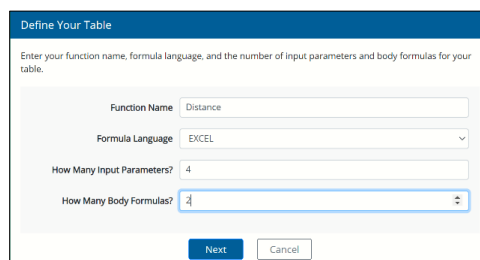 Define Your Table
Enter your function name, formula language, and the number of input parameters and body formulas for your
table.
Function Name Distance
Formula Language EXCEL
How Many Input Parameters? 4
How Many Body Formulas? 2
Next Cancel